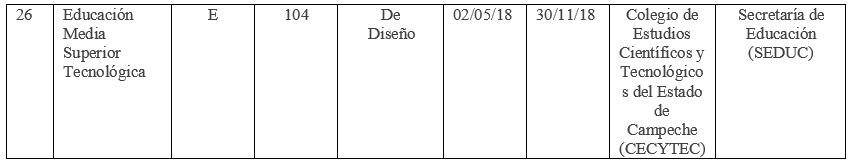 26 Educación E 104 De 02/05/18 30/11/18 Colegio de Secretaría de
Media Diseño Estudios Educación
Superior Científicos y (SEDUC)
Tecnológica Tecnológico
s del Estado
de
Campeche
(CECYTEC)